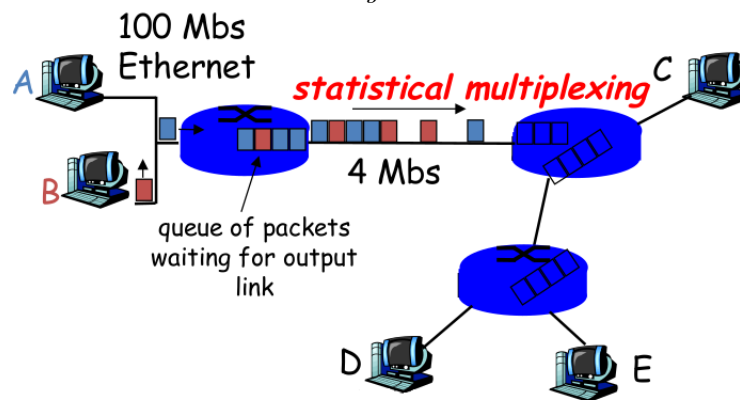 100 Mbs
Ethernet
A
statistical multiplexing
C
B
4 Mbs
queue of packets
waiting for output
link
D
E